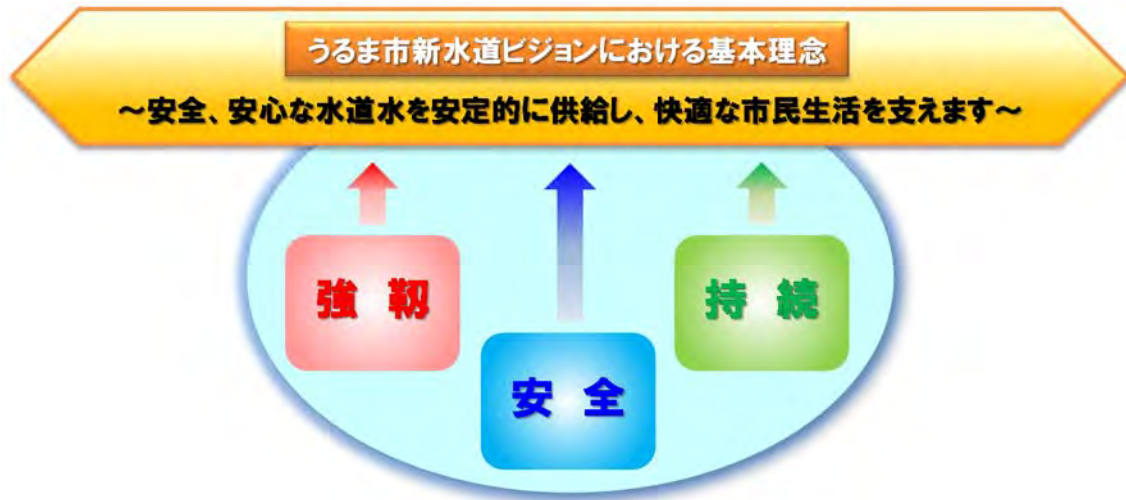 うるま市新水道ビジョンにおける基本理念
～安全、安心な水道水を安定的に供給し、快適な市民生活を支えます～
強 靱
持 続
安 全